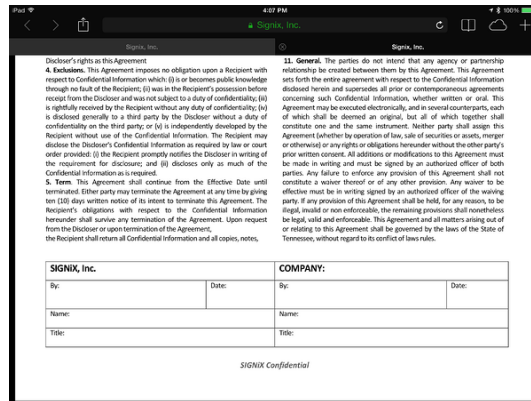 iPad
4:07 PM
100%
Signix, Inc.
Signix, Inc.
Signix, Inc.
Discloser's rights as this Agreement
4. Exclusions. This Agreement imposes no obligation upon a Recipient with
respect to Confidential Information which: (i) is or becomes public knowledge
through no fault of the Recipient; (ii) was in the Recipient's possession before
receipt from the Discloser and was not subject to a duty of confidentiality; (iii)
is rightfully received by the Recipient without any duty of confidentiality; (iv)
is disclosed generally to a third party by the Discloser without a duty of
confidentiality on the third party; or (v) is independently developed by the
Recipient without use of the Confidential Information. The Recipient may
disclose the Discloser's Confidential Information as required by law or court
order provided: (i) the Recipient promptly notifies the Discloser in writing of
the requirement for disclosure; and (ii) discloses only as much of the
Confidential Information as is required.
5. Term. This Agreement shall continue from the Effective Date until
terminated. Either party may terminate the Agreement at any time by giving
ten (10) days written notice of its intent to terminate this Agreement. The
Recipient's obligations with respect to the Confidential Information
hereunder shall survive any termination of the Agreement. Upon request
from the Discloser or upon termination of the Agreement,
the Recipient shall return all Confidential Information and all copies, notes,
11. General. The parties do not intend that any agency or partnership
relationship be created between them by this Agreement. This Agreement
sets forth the entire agreement with respect to the Confidential Information
disclosed herein and supersedes all prior or contemporaneous agreements
concerning such Confidential Information, whether written or oral. This
Agreement may be executed electronically, and in several counterparts, each
of which shall be deemed an original, but all of which together shall
constitute one and the same instrument. Neither party shall assign this
Agreement (whether by operation of law, sale of securities or assets, merger
or otherwise) or any rights or obligations hereunder without the other party's
prior written consent. All additions or modifications to this Agreement must
be made in writing and must be signed by an authorized officer of both
parties. Any failure to enforce any provision of this Agreement shall not
constitute a waiver thereof or of any other provision. Any waiver to be
effective must be in writing signed by an authorized officer of the waiving
party. If any provision of this Agreement shall be held, for any reason, to be
illegal, invalid or non enforceable, the remaining provisions shall nonetheless
be legal, valid and enforceable. This Agreement and all matters arising out of
or relating to this Agreement shall be governed by the laws of the State of
Tennessee, without regard to its conflict of laws rules.
SIGNiX, Inc.
COMPANY:
By:
Date:
By:
Date:
Name:
Name:
Title:
Title:
SIGNiX Confidential